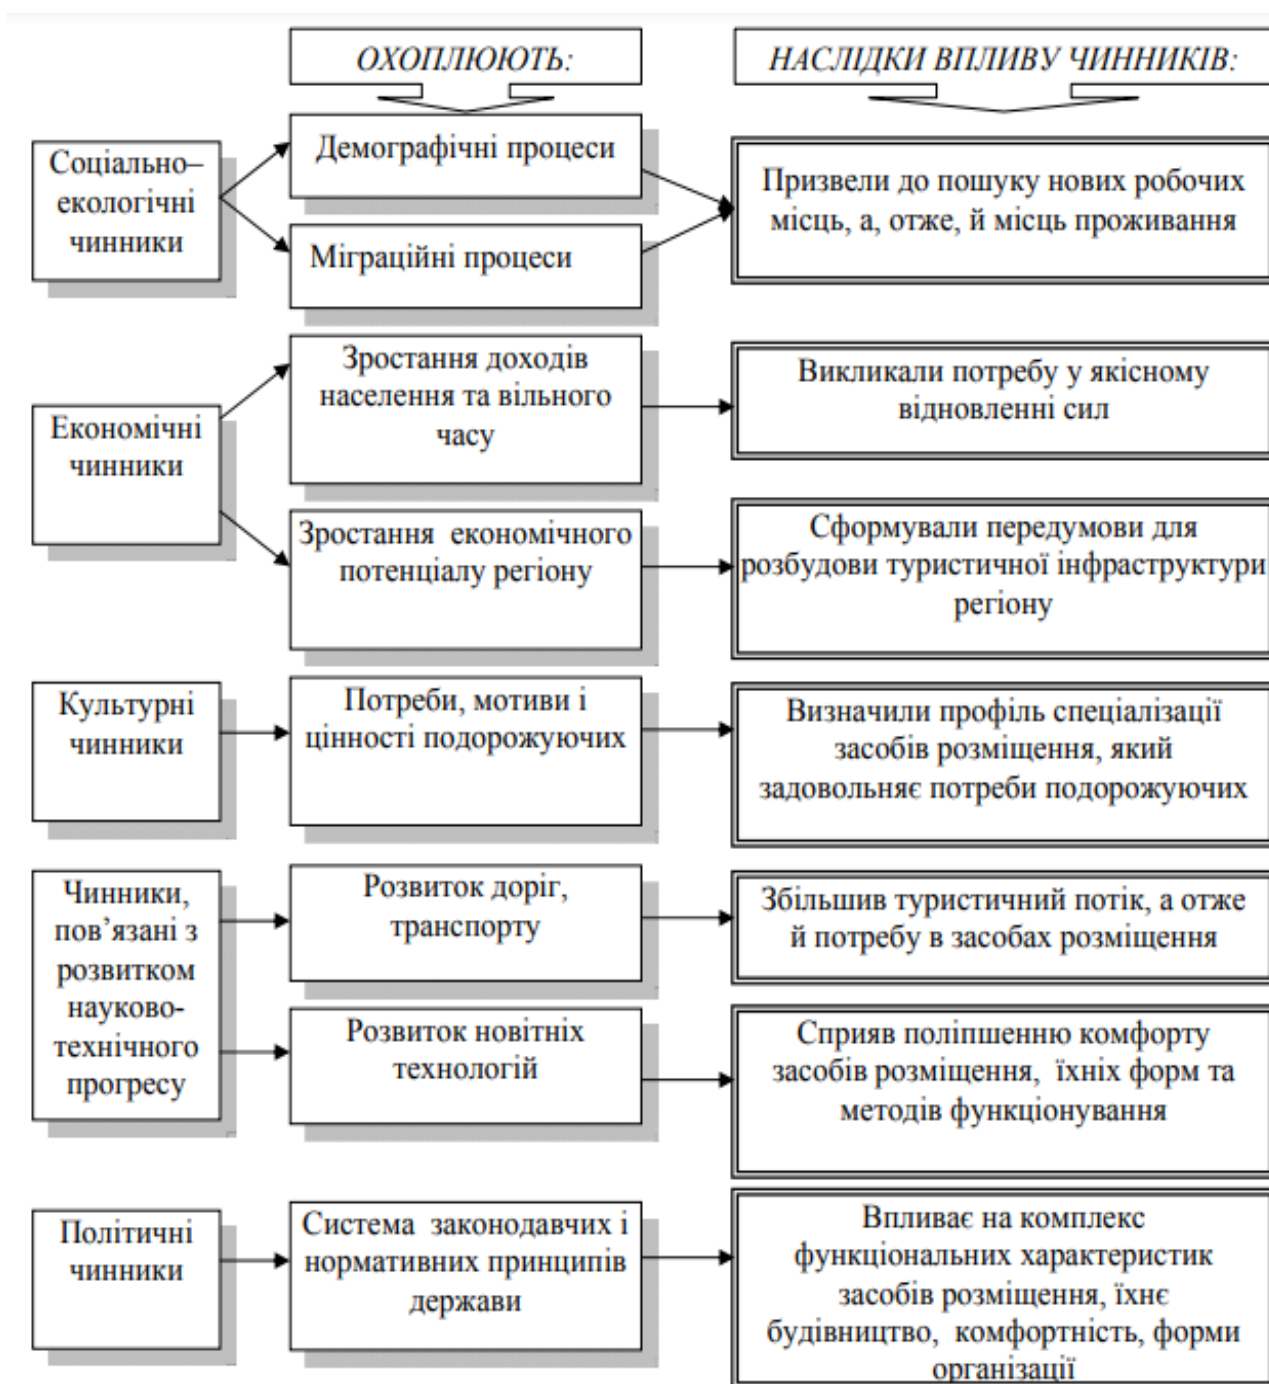 ОХОПЛЮЮТЬ:
НАСЛІДКИ ВПЛИВУ ЧИННИКІВ:
Соціально–
екологічні
чинники
Демографічні процеси
Міграційні процеси
Призвели до пошуку нових робочих
місць, а, отже, й місць проживання
Економічні
чинники
Зростання доходів
населення та вільного
часу
Викликали потребу у якісному
відновленні сил
Зростання економічного
потенціалу регіону
Сформували передумови для
розбудови туристичної інфраструктури
регіону
Культурні
чинники
Потреби, мотиви і
цінності подорожуючих
Визначили профіль спеціалізації
засобів розміщення, який
задовольняє потреби подорожуючих
Чинники,
пов’язані з
розвитком
науково-
технічного
прогресу
Розвиток доріг,
транспорту
Збільшив туристичний потік, а отже
й потребу в засобах розміщення
Розвиток новітніх
технологій
Сприяв поліпшенню комфорту
засобів розміщення, їхніх форм та
методів функціонування
Політичні
чинники
Система законодавчих і
нормативних принципів
держави
Впливає на комплекс
функціональних характеристик
засобів розміщення, їхнє
будівництво, комфортність, форми
організації